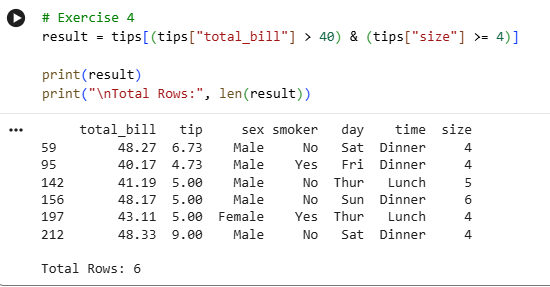 # Exercise 4
result = tips[(tips["total_bill"] > 40) & (tips["size"] >= 4)]
print(result)
print("\nTotal Rows:", len(result))
total_bill tip sex smoker day time size
59 48.27 6.73 Male No Sat Dinner 4
95 40.17 4.73 Male Yes Fri Dinner 4
142 41.19 5.00 Male No Thur Lunch 5
156 48.17 5.00 Male No Sun Dinner 6
197 43.11 5.00 Female Yes Thur Lunch 4
212 48.33 9.00 Male No Sat Dinner 4
Total Rows: 6